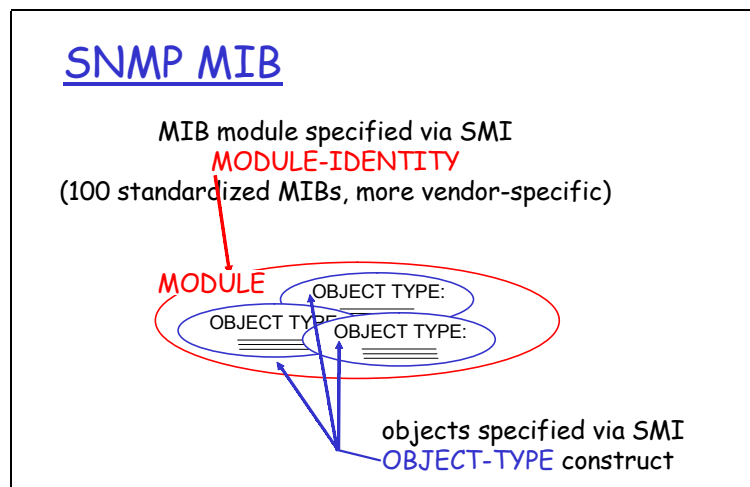 SNMP MIB
MIB module specified via SMI
MODULE-IDENTITY
(100 standardized MIBs, more vendor-specific)
MODULE
OBJECT TYPE:
OBJECT TYPE
OBJECT TYPE:
objects specified via SMI
OBJECT-TYPE construct